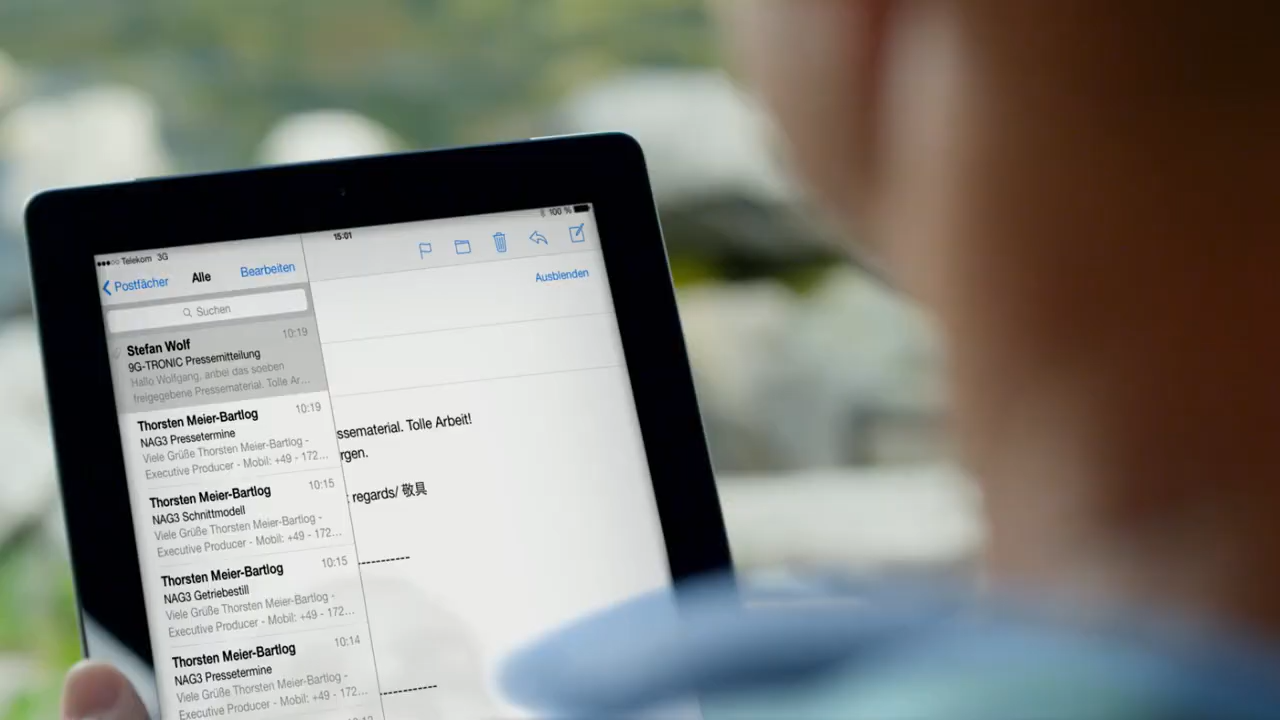 Telekom 3G
15:01
100 %
Postfächer
Alle
Bearbeiten
Suchen
Ausblenden
Stefan Wolf 10:19
9G-TRONIC Pressemitteilung
Hallo Wolfgang, anbei das soeben
freigegebene Pressematerial. Tolle Ar...
Thorsten Meier-Bartlog 10:19
NAG3 Pressetermine
Viele Grüße Thorsten Meier-Bartlog -
Executive Producer - Mobil: +49 - 172...
Thorsten Meier-Bartlog 10:15
NAG3 Schnittmodell
Viele Grüße Thorsten Meier-Bartlog -
Executive Producer - Mobil: +49 - 172...
Thorsten Meier-Bartlog 10:15
NAG3 Getriebestill
Viele Grüße Thorsten Meier-Bartlog -
Executive Producer - Mobil: +49 - 172...
Thorsten Meier-Bartlog 10:14
NAG3 Pressetermine
Viele Grüße Thorsten Meier-Bartlog -
Executive Producer - Mobil: +49 - 172...
ssematerial. Tolle Arbeit!
rgen.
regards/ 敬具